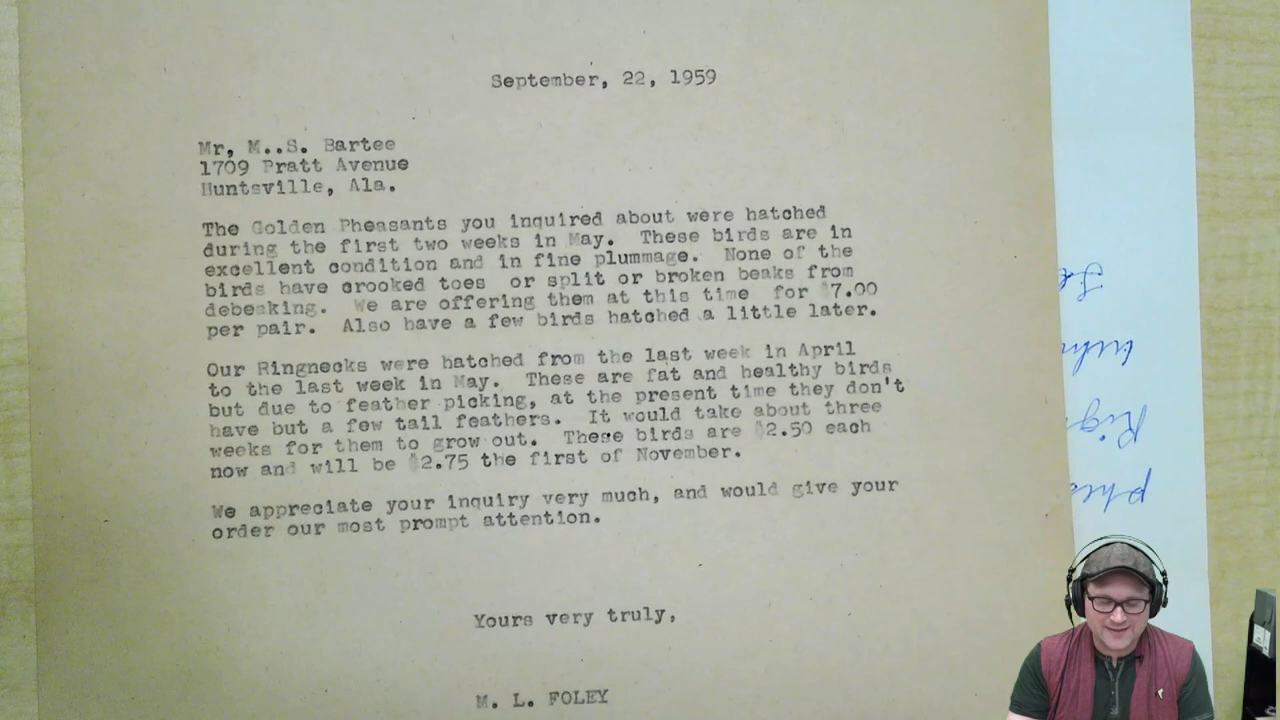 September, 22, 1959
Mr, M..S. Bartee
1709 Pratt Avenue
Huntsville, Ala.
The Golden Pheasants you inquired about were hatched
during the first two weeks in May. These birds are in
excellent condition and in fine plummage. None of the
birds have crooked toes or split or broken beaks from
debeaking. We are offering them at this time for $7.00
per pair. Also have a few birds hatched a little later.
Our Ringnecks were hatched from the last week in April
to the last week in May. These are fat and healthy birds
but due to feather picking, at the present time they don't
have but a few tail feathers. It would take about three
weeks for them to grow out. These birds are $2.50 each
now and will be $2.75 the first of November.
We appreciate your inquiry very much, and would give your
order our most prompt attention.
Yours very truly,
M. L. FOLEY